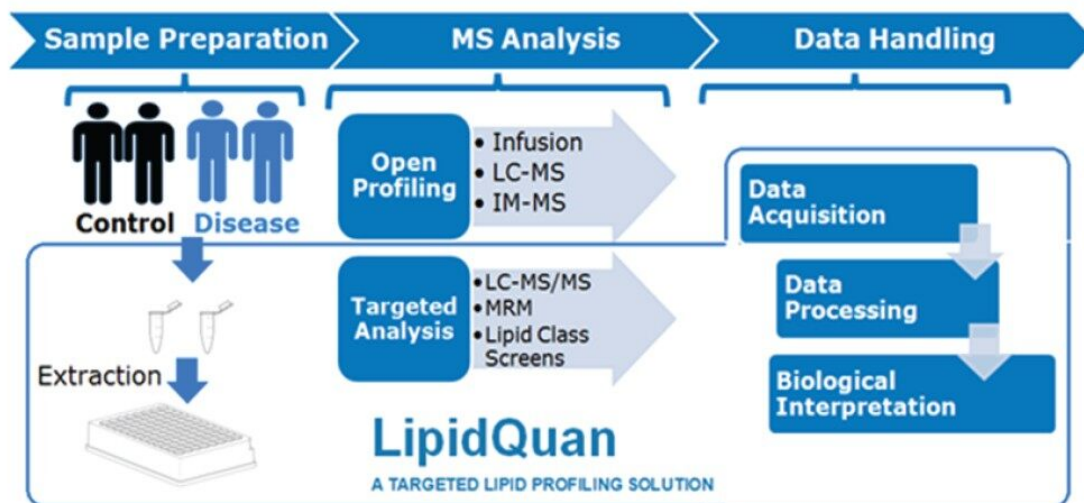 Sample Preparation
MS Analysis
Data Handling
Control Disease
Extraction
Open
Profiling
• Infusion
• LC-MS
• IM-MS
Targeted
Analysis
•LC-MS/MS
•MRM
•Lipid Class
Screens
Data
Acquisition
Data
Processing
Biological
Interpretation
LipidQuan
A TARGETED LIPID PROFILING SOLUTION